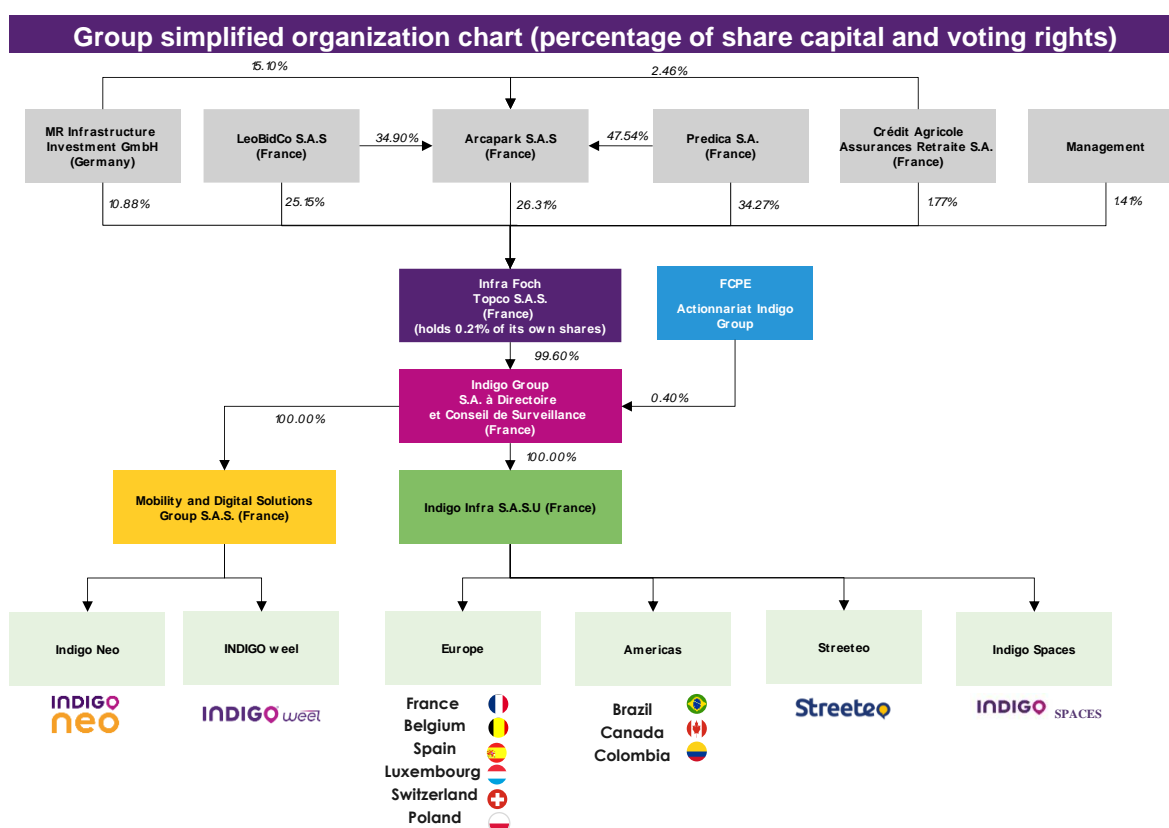 Group simplified organization chart (percentage of share capital and voting rights)
15.10%
2.46%
MR Infrastructure
Investment GmbH
(Germany)
LeoBidCo S.A.S
(France)
34.90%
Arcapark S.A.S
(France)
47.54%
Predica S.A.
(France)
Crédit Agricole
Assurances Retraite S.A.
(France)
Management
10.88%
25.15%
26.31%
34.27%
1.77%
1.41%
Infra Foch
Topco S.A.S.
(France)
(holds 0.21% of its own shares)
FCPE
Actionnariat Indigo
Group
99.60%
Indigo Group
S.A. à Directoire
et Conseil de Surveillance
(France)
0.40%
100.00%
100.00%
Mobility and Digital Solutions
Group S.A.S. (France)
Indigo Infra S.A.S.U (France)
Indigo Neo
INDIGO weel
Europe
Americas
Streeteo
Indigo Spaces
INDIGO
neo
INDIGO weel
France
Belgium
Spain
Luxembourg
Switzerland
Poland
Brazil
Canada
Colombia
Streeteo
INDIGO SPACES